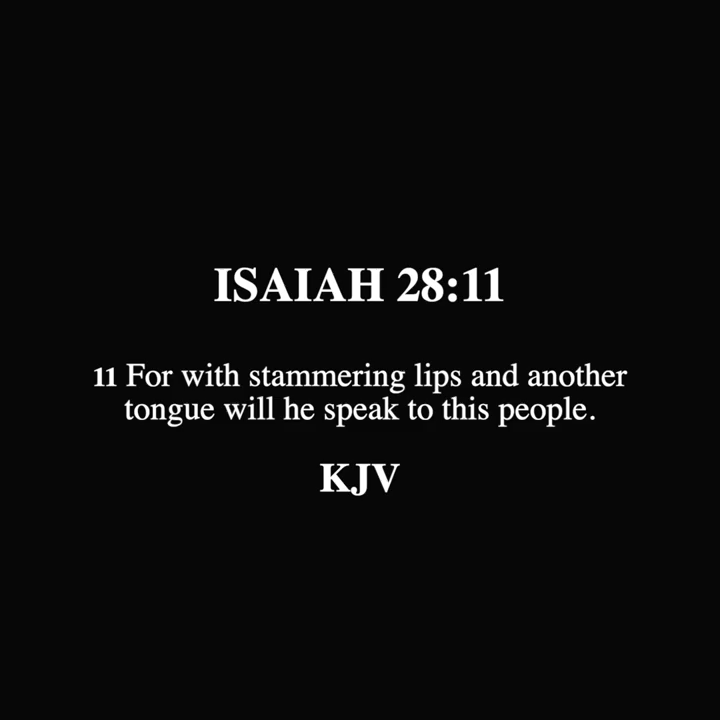 ISAIAH 28:11
11 For with stammering lips and another
tongue will he speak to this people.
KJV